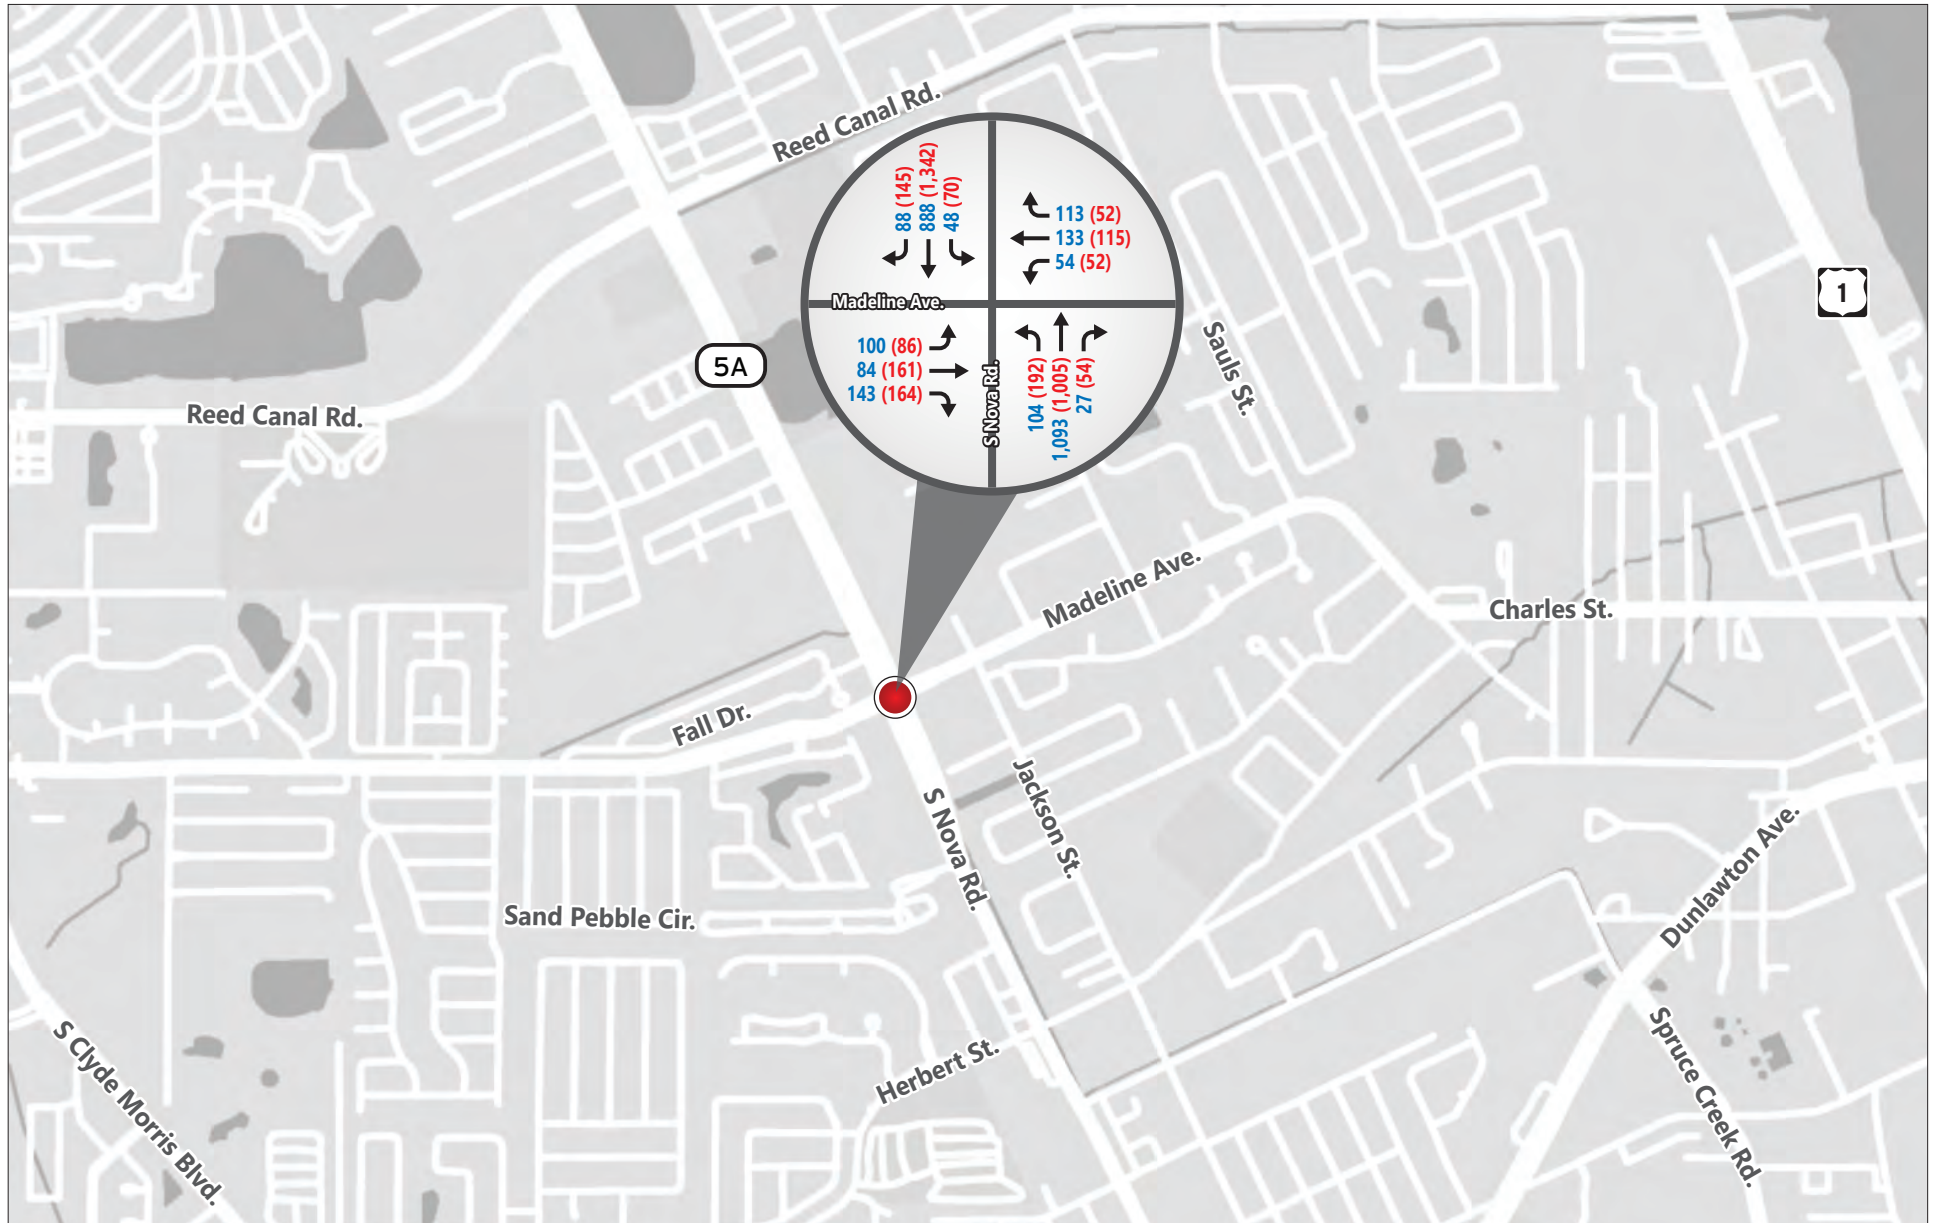 Reed Canal Rd.
88 (145)
888 (1,342)
48 (70)
113 (52)
133 (115)
54 (52)
Madeline Ave.
1
100 (86)
84 (161)
143 (164)
S Nova Rd.
104 (192)
1,093 (1,005)
27 (54)
5A
Sauls St.
Reed Canal Rd.
Madeline Ave.
Charles St.
Fall Dr.
S Nova Rd.
Jackson St.
Dunlawton Ave.
Sand Pebble Cir.
S Clyde Morris Blvd.
Herbert St.
Spruce Creek Rd.